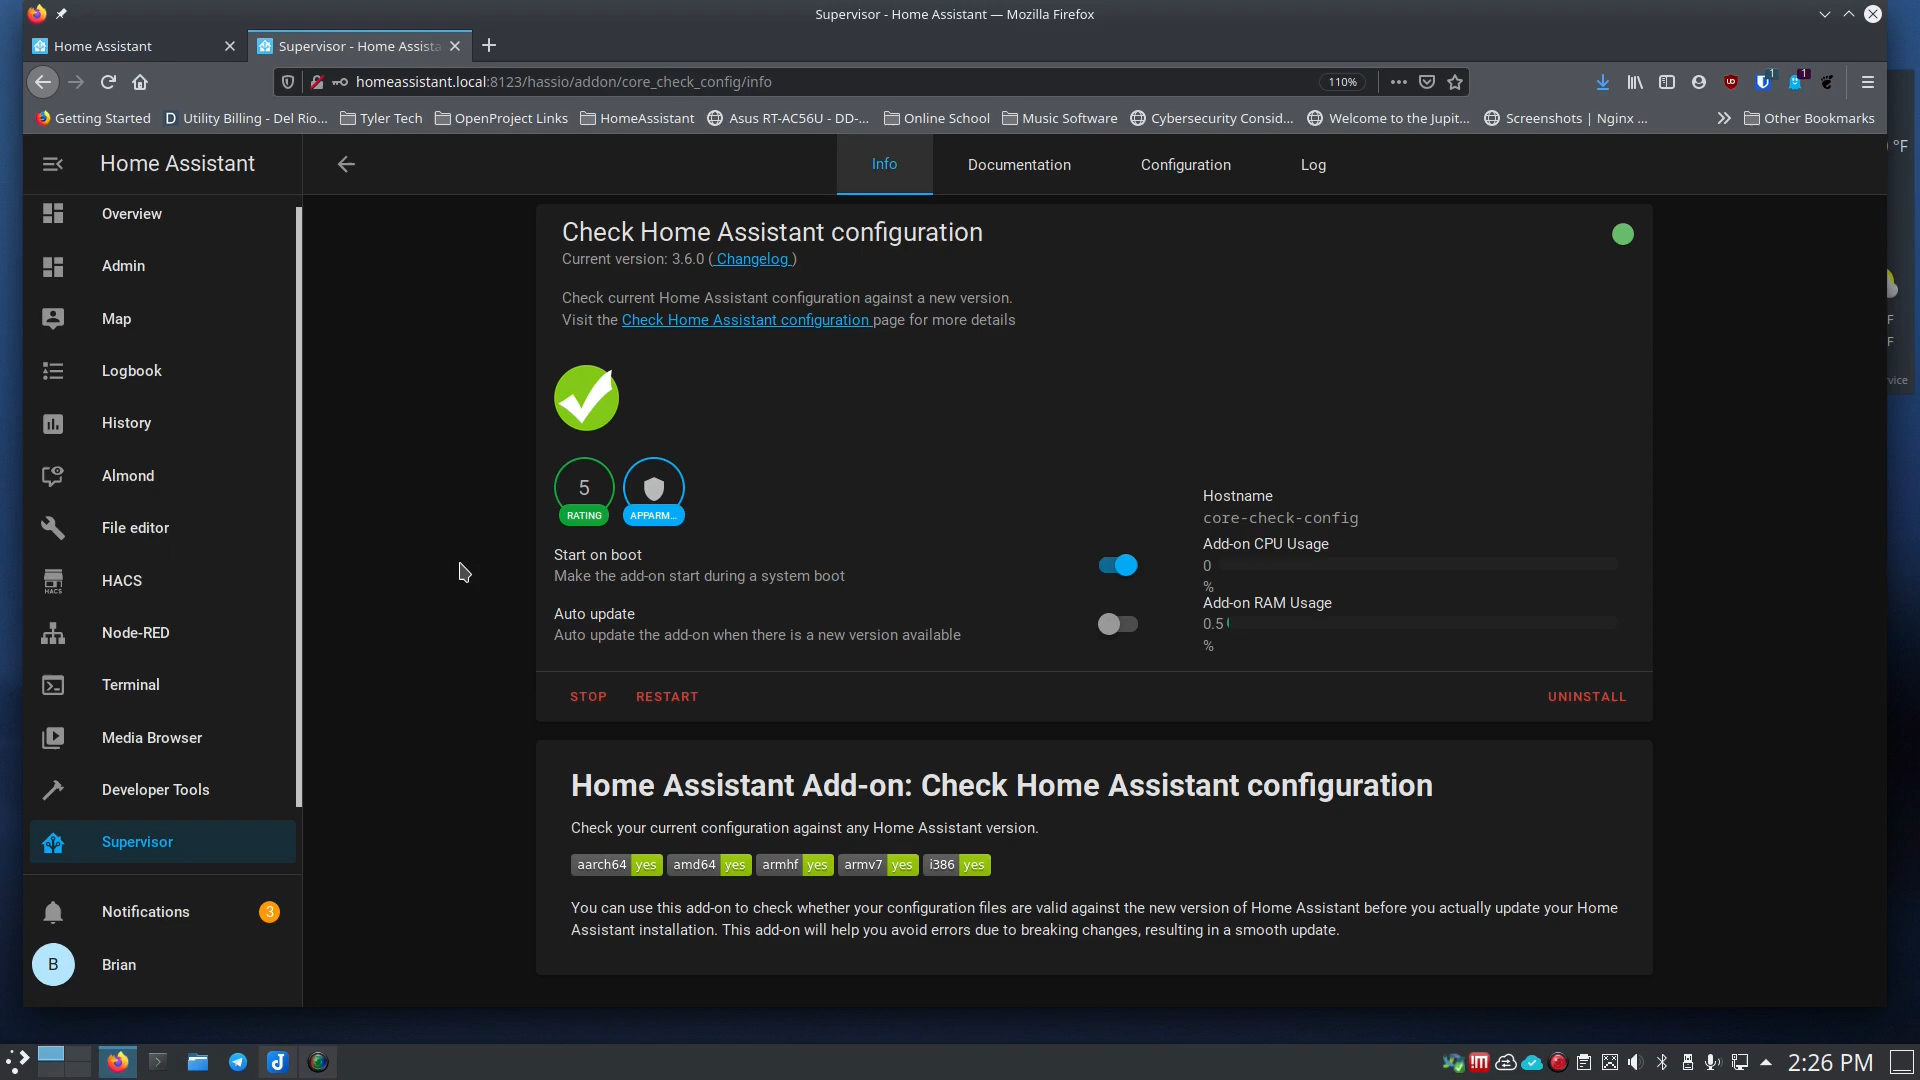 Supervisor - Home Assistant — Mozilla Firefox
Home Assistant
Supervisor - Home Assista
homeassistant.local:8123/hassio/addon/core_check_config/info
110%
1
1
Getting Started
Utility Billing - Del Rio...
Tyler Tech
OpenProject Links
HomeAssistant
Asus RT-AC56U - DD-...
Online School
Music Software
Cybersecurity Consid...
Welcome to the Jupit...
Screenshots | Nginx ...
Other Bookmarks
Home Assistant
Info
Documentation
Configuration
Log
°F
Overview
Admin
Map
Logbook
History
Almond
File editor
HACS
HACS
Node-RED
Terminal
Media Browser
Developer Tools
Supervisor
Notifications
3
B
Brian
Check Home Assistant configuration
Current version: 3.6.0 ( Changelog )
Check current Home Assistant configuration against a new version.
Visit the Check Home Assistant configuration page for more details
5
RATING
APPARM...
Start on boot
Make the add-on start during a system boot
Auto update
Auto update the add-on when there is a new version available
Hostname
core-check-config
Add-on CPU Usage
0
%
Add-on RAM Usage
0.5
%
STOP
RESTART
UNINSTALL
F
F
vice
Home Assistant Add-on: Check Home Assistant configuration
Check your current configuration against any Home Assistant version.
aarch64 yes
amd64 yes
armhf yes
armv7 yes
i386 yes
You can use this add-on to check whether your configuration files are valid against the new version of Home Assistant before you actually update your Home
Assistant installation. This add-on will help you avoid errors due to breaking changes, resulting in a smooth update.
2:26 PM